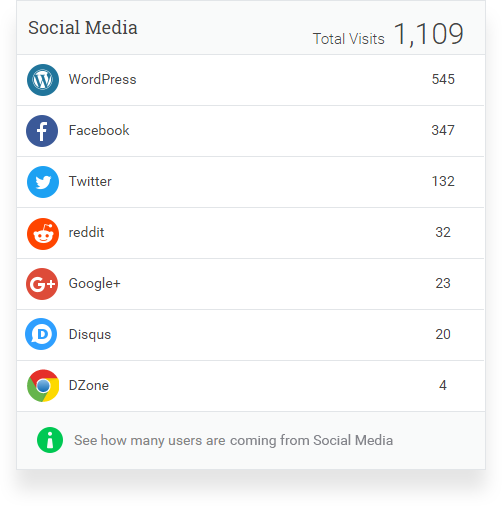 Social Media
Total Visits 1,109
WordPress 545
Facebook 347
Twitter 132
reddit 32
Google+ 23
Disqus 20
DZone 4
See how many users are coming from Social Media